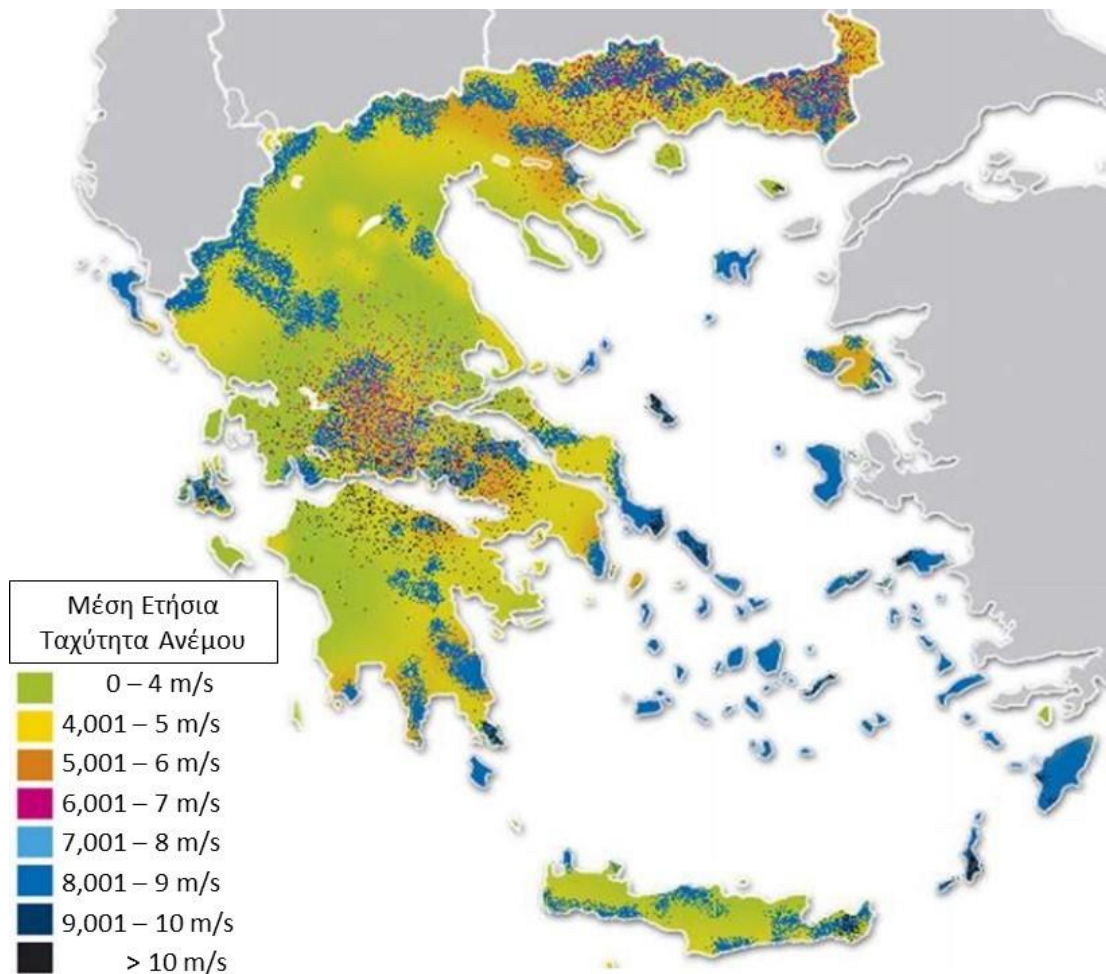 Μέση Ετήσια
Ταχύτητα Ανέμου
0 – 4 m/s
4,001 – 5 m/s
5,001 – 6 m/s
6,001 – 7 m/s
7,001 – 8 m/s
8,001 – 9 m/s
9,001 – 10 m/s
> 10 m/s